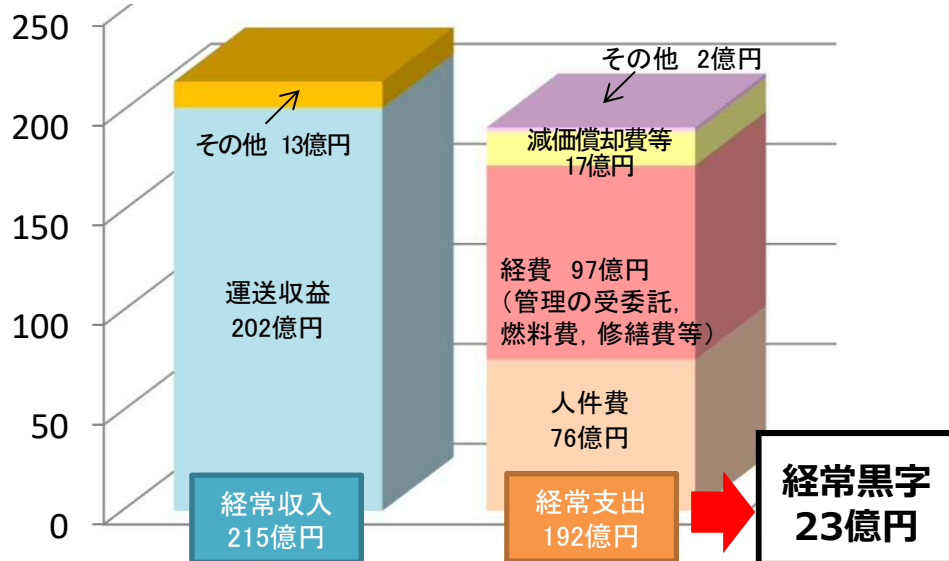 250
200
150
100
50
0
その他 13億円
運送収益
202億円
経常収入
215億円
その他 2億円
減価償却費等
17億円
経費 97億円
（管理の受委託,
燃料費, 修繕費等）
人件費
76億円
経常支出
192億円
経常黒字
23億円